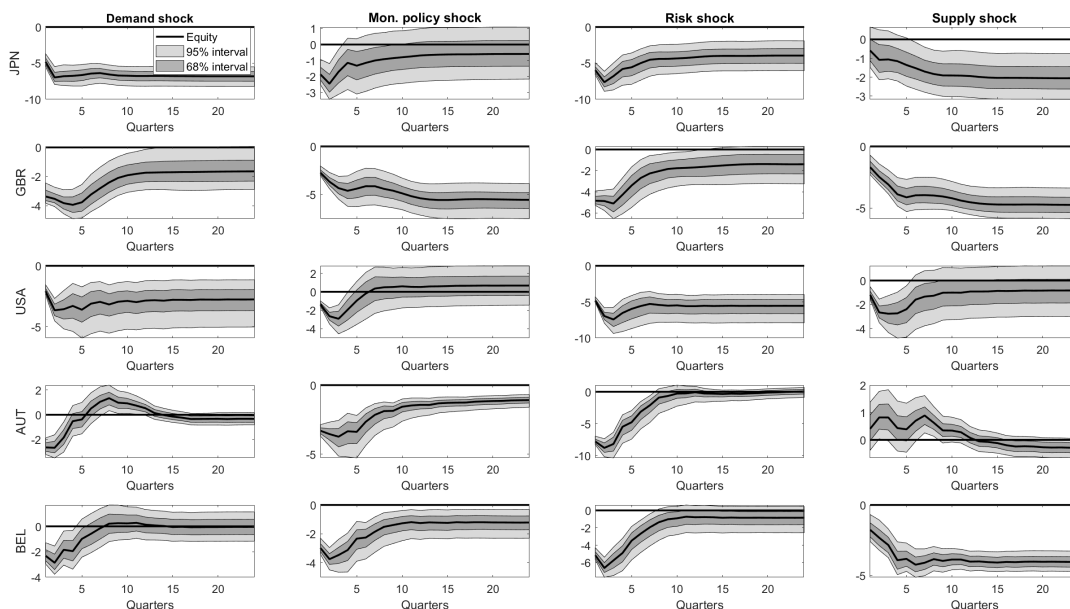 Demand shock
Mon. policy shock
Risk shock
Supply shock
Equity
95% interval
68% interval
JPN
0
-5
-10
5 10 15 20
Quarters
1
0
-1
-2
-3
5 10 15 20
Quarters
0
-5
-10
5 10 15 20
Quarters
0
-1
-2
-3
5 10 15 20
Quarters
GBR
0
-2
-4
5 10 15 20
Quarters
0
-5
5 10 15 20
Quarters
0
-2
-4
-6
5 10 15 20
Quarters
0
-5
5 10 15 20
Quarters
USA
0
-5
5 10 15 20
Quarters
2
0
-2
-4
5 10 15 20
Quarters
0
-5
-10
5 10 15 20
Quarters
0
-2
-4
5 10 15 20
Quarters
AUT
2
0
-2
5 10 15 20
Quarters
0
-5
5 10 15 20
Quarters
0
-2
-4
-6
-8
-10
5 10 15 20
Quarters
2
1
0
5 10 15 20
Quarters
BEL
0
-2
-4
5 10 15 20
Quarters
0
-2
-4
5 10 15 20
Quarters
0
-2
-4
-6
5 10 15 20
Quarters
0
-5
5 10 15 20
Quarters